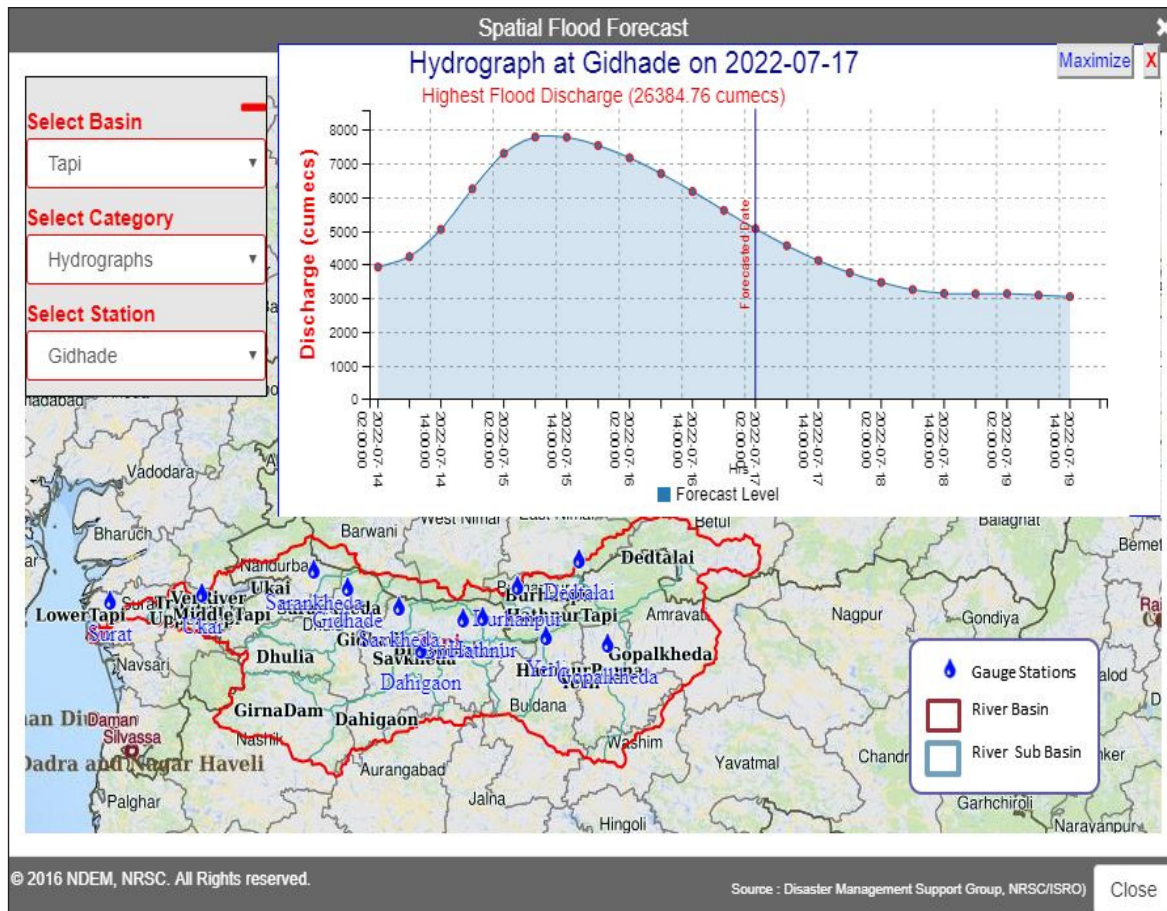 Spatial Flood Forecast
Hydrograph at Gidhade on 2022-07-17
Maximize
X
Highest Flood Discharge (26384.76 cumecs)
Select Basin
Tapi
Select Category
Hydrographs
Select Station
Gidhade
Discharge (cumecs)
8000
7000
6000
5000
4000
3000
2000
1000
0
Forecasted Date
2022-07-14 02:00:00
2022-07-14 14:00:00
2022-07-15 02:00:00
2022-07-15 14:00:00
2022-07-16 02:00:00
2022-07-16 14:00:00
2022-07-17 02:00:00
2022-07-17 14:00:00
2022-07-18 02:00:00
2022-07-18 14:00:00
2022-07-19 02:00:00
2022-07-19 14:00:00
Hrs
Forecast Level
Vadodara
Bharuch
Barwani
West Nimar
East Nimar
Betul
Balaghat
Dedtalai
Ukai
Sarankheda
Gidhade
Dedtalai
LowerTapi
MiddleTapi
Surat
Burhanpur
Amravati
Nagpur
Gondiya
Navsari
Dhulia
Savkheda
Hathnur
Gopalkheda
Gopalkheda
Dahigaon
GirnaDam
Dahigaon
Buldana
Daman
Silvassa
Nashik
Washim
Dadra and Nagar Haveli
Aurangabad
Yavatmal
Palghar
Jalna
Hingoli
Garhchiroli
Narayanpur
Gauge Stations
River Basin
River Sub Basin
© 2016 NDEM, NRSC. All Rights reserved.
Source : Disaster Management Support Group, NRSC/ISRO)
Close